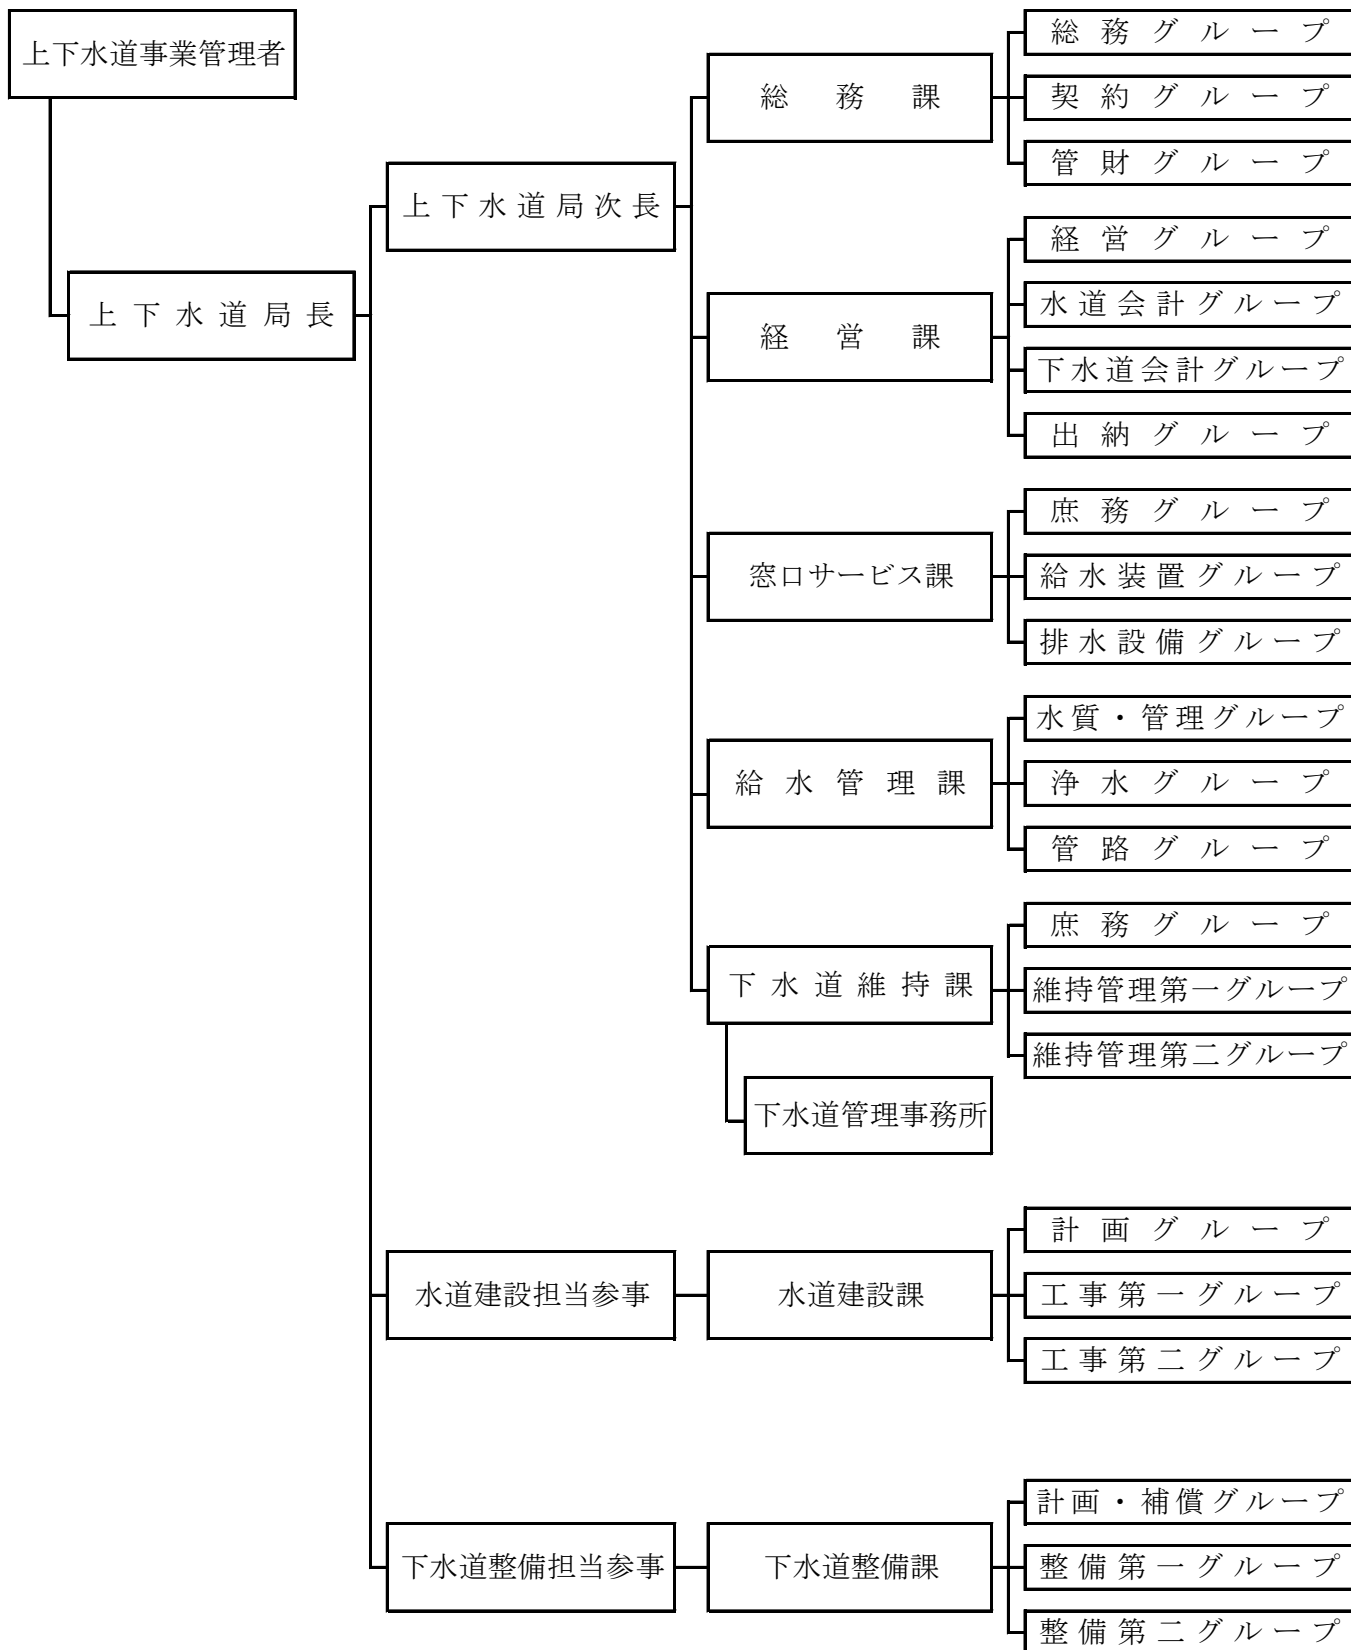 上下水道事業管理者
上下水道局長
上下水道局次長
総務課
総務グループ
契約グループ
管財グループ
経営課
経営グループ
水道会計グループ
下水道会計グループ
出納グループ
窓口サービス課
庶務グループ
給水装置グループ
排水設備グループ
給水管理課
水質・管理グループ
浄水グループ
管路グループ
下水道維持課
庶務グループ
維持管理第一グループ
維持管理第二グループ
下水道管理事務所
水道建設担当参事
水道建設課
計画グループ
工事第一グループ
工事第二グループ
下水道整備担当参事
下水道整備課
計画・補償グループ
整備第一グループ
整備第二グループ